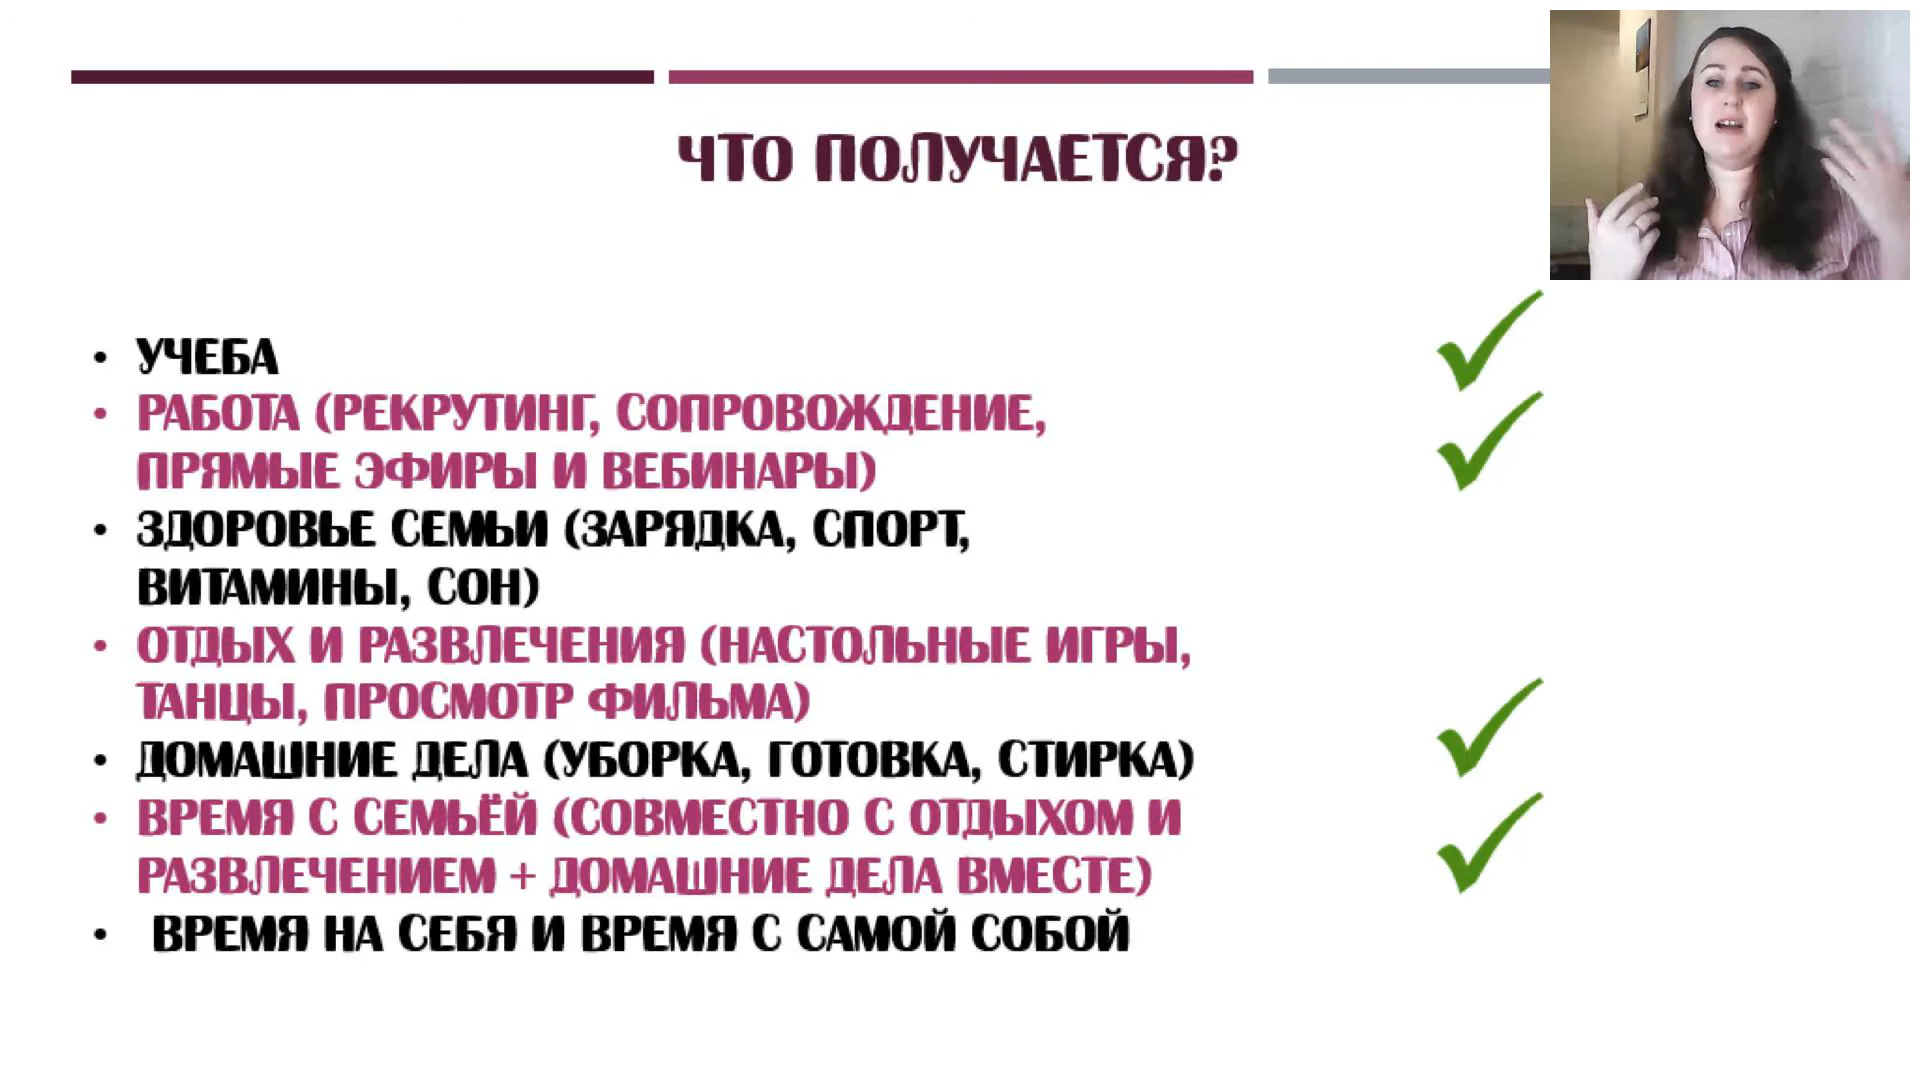 ЧТО ПОЛУЧАЕТСЯ?
• УЧЕБА
• РАБОТА (РЕКРУТИНГ, СОПРОВОЖДЕНИЕ,
ПРЯМЫЕ ЭФИРЫ И ВЕБИНАРЫ)
• ЗДОРОВЬЕ СЕМЬИ (ЗАРЯДКА, СПОРТ,
ВИТАМИНЫ, СОН)
• ОТДЫХ И РАЗВЛЕЧЕНИЯ (НАСТОЛЬНЫЕ ИГРЫ,
ТАНЦЫ, ПРОСМОТР ФИЛЬМА)
• ДОМАШНИЕ ДЕЛА (УБОРКА, ГОТОВКА, СТИРКА)
• ВРЕМЯ С СЕМЬЁЙ (СОВМЕСТНО С ОТДЫХОМ И
РАЗВЛЕЧЕНИЕМ + ДОМАШНИЕ ДЕЛА ВМЕСТЕ)
• ВРЕМЯ НА СЕБЯ И ВРЕМЯ С САМОЙ СОБОЙ